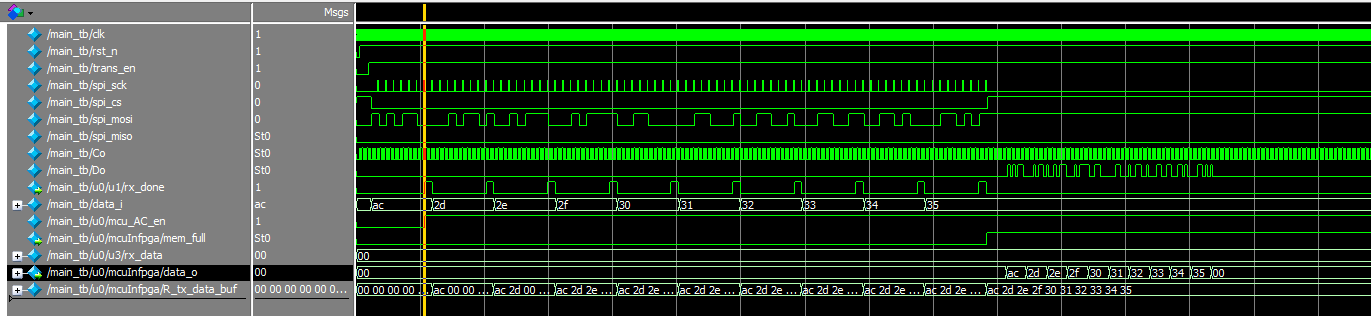 Msgs
/main_tb/clk 1
/main_tb/rst_n 1
/main_tb/trans_en 1
/main_tb/spi_sck 0
/main_tb/spi_cs 0
/main_tb/spi_mosi 0
/main_tb/spi_miso St0
/main_tb/Co St0
/main_tb/Do St0
/main_tb/u0/u1/rx_done 1
/main_tb/data_i ac ac 2d 2e 2f 30 31 32 33 34 35
/main_tb/u0/mcu_AC_en 1
/main_tb/u0/mcuInfpga/mem_full St0
/main_tb/u0/u3/rx_data 00 00
/main_tb/u0/mcuInfpga/data_o 00 00 ac 2d 2e 2f 30 31 32 33 34 35 00
/main_tb/u0/mcuInfpga/R_tx_data_buf 00 00 00 00 00 0... 00 00 00 ... ac 00 00 ... ac 2d 00 ... ac 2d 2e ... ac 2d 2e ... ac 2d 2e ... ac 2d 2e ... ac 2d 2e ... ac 2d 2e ... ac 2d 2e 2f 30 31 32 33 34 35